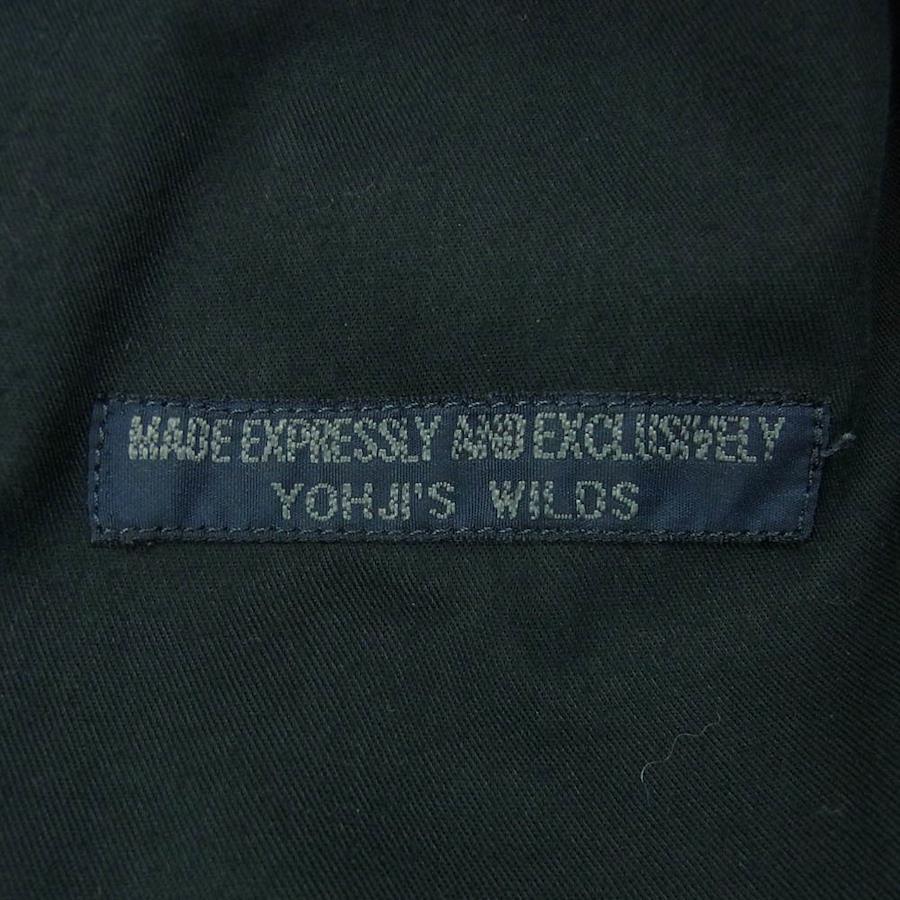 MADE EXPRESSLY AND EXCLUSIVELY
YOHJI'S WILDS